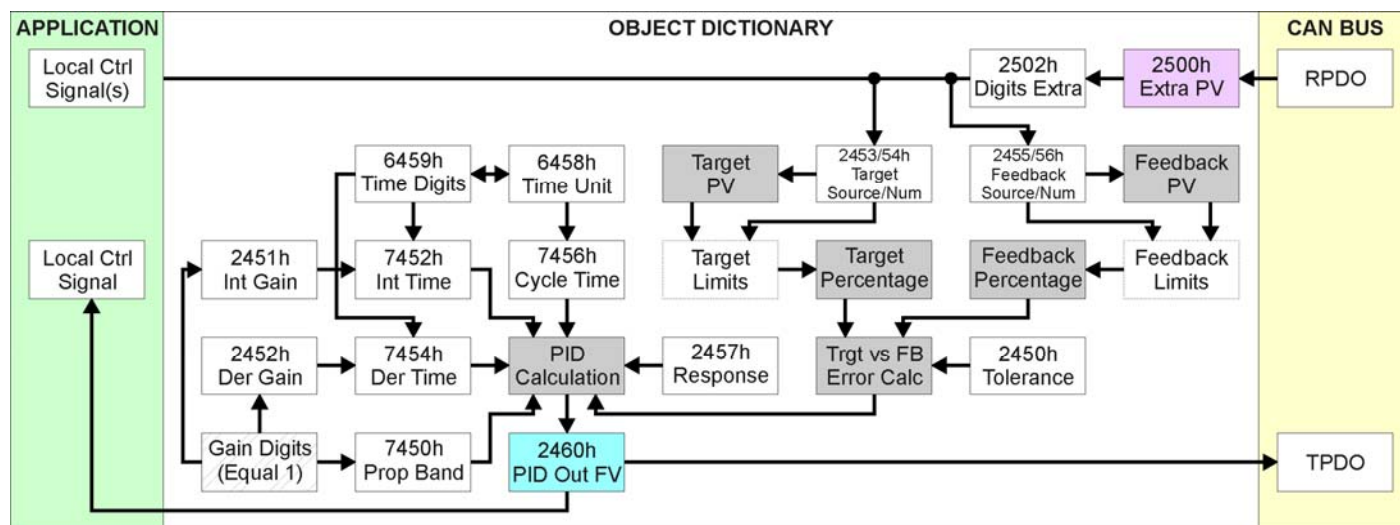 APPLICATION
OBJECT DICTIONARY
CAN BUS
Local Ctrl
Signal(s)
2502h
Digits Extra
2500h
Extra PV
RPDO
6459h
Time Digits
6458h
Time Unit
Target
PV
2453/54h
Target
Source/Num
2455/56h
Feedback
Source/Num
Feedback
PV
Local Ctrl
Signal
2451h
Int Gain
7452h
Int Time
7456h
Cycle Time
Target
Limits
Target
Percentage
Feedback
Percentage
Feedback
Limits
2452h
Der Gain
7454h
Der Time
PID
Calculation
2457h
Response
Trgt vs FB
Error Calc
2450h
Tolerance
Gain Digits
(Equal 1)
7450h
Prop Band
2460h
PID Out FV
TPDO